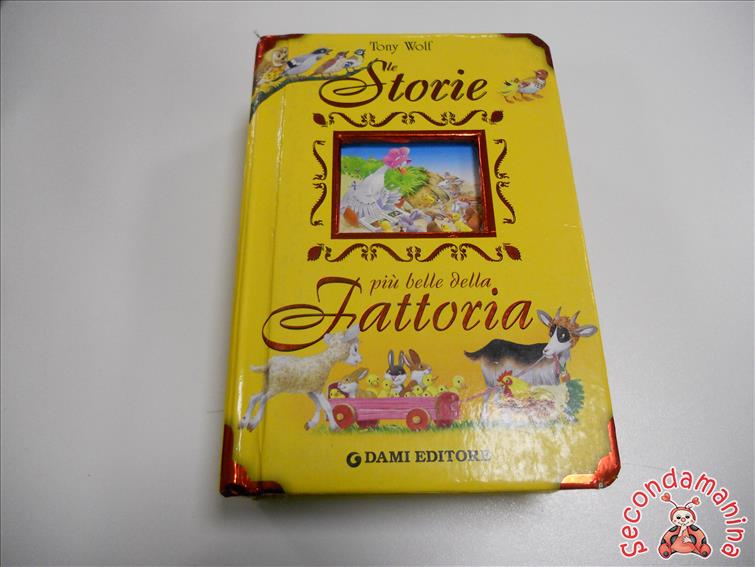 Tony Wolf
le
Storie
più belle della
Fattoria
DAMI EDITORE
Secondamanina